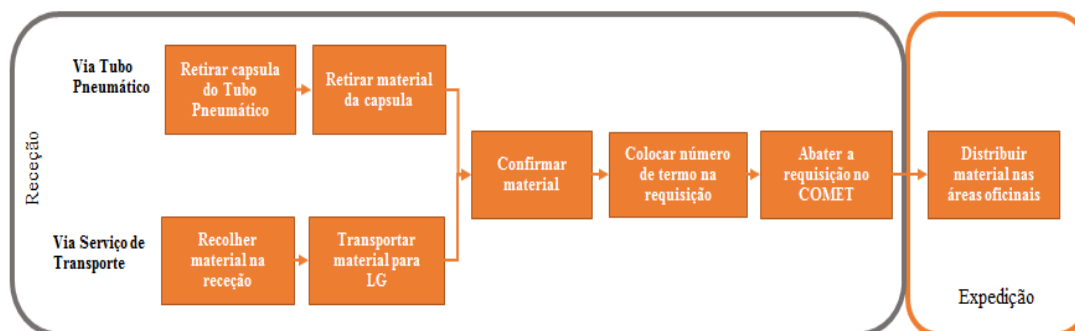 Receção
Via Tubo
Pneumático
Retirar capsula
do Tubo
Pneumático
Retirar material
da capsula
Via Serviço de
Transporte
Recolher
material na
receção
Transportar
material para
LG
Confirmar
material
Colocar número
de termo na
requisição
Abater a
requisição no
COMET
Distribuir
material nas
áreas oficinais
Expedição